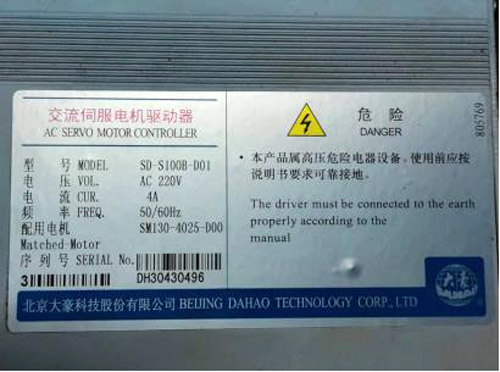 交流伺服电机驱动器
AC SERVO MOTOR CONTROLLER
型 号 MODEL SD-S100B-D01
电 压 VOL. AC 220V
电 流 CUR. 4A
频 率 FREQ. 50/60Hz
配用电机 SM130-4025-D00
Matched-Motor
序列号 SERIAL No.
3 DH30430496
危 险
DANGER
· 本产品属高压危险电器设备。使用前应按
说明书要求可靠接地。
The driver must be connected to the earth
properly according to the
manual
大豪
北京大豪科技股份有限公司 BEIJING DAHAO TECHNOLOGY CORP., LTD
805769